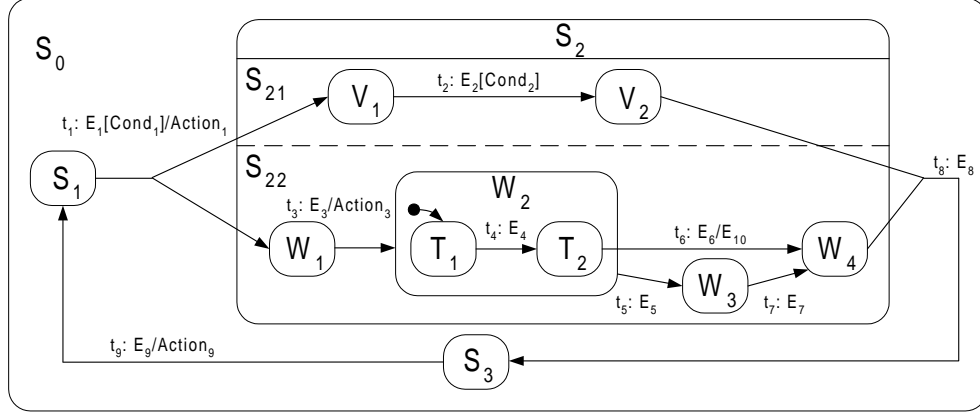 S₂
S₀
S₂₁
V₁
t₂: E₂[Cond₂]
V₂
t₁: E₁[Cond₁]/Action₁
S₁
S₂₂
W₂
t₈: E₈
t₃: E₃/Action₃
W₁
T₁
t₄: E₄
T₂
t₆: E₆/E₁₀
W₄
t₅: E₅
W₃
t₇: E₇
t₉: E₉/Action₉
S₃